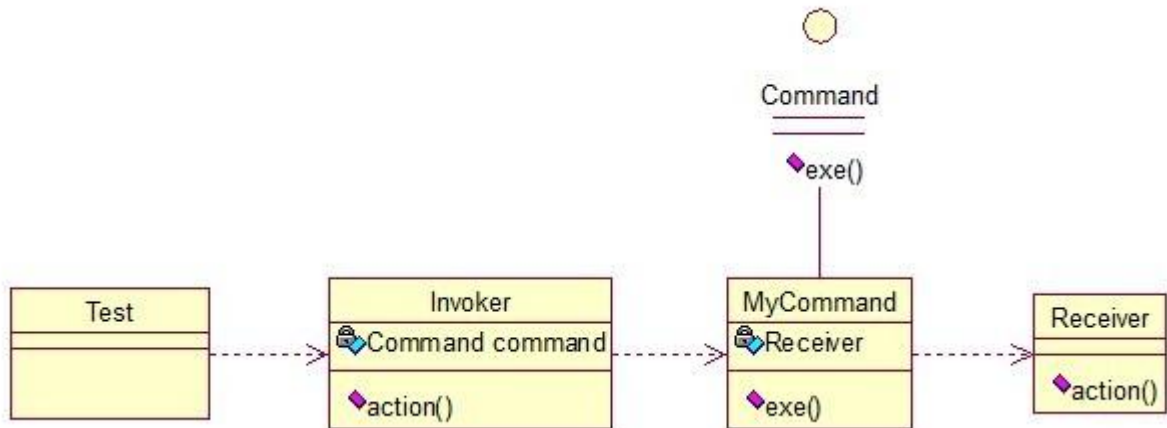 Command
exe()
Test
Invoker
Command command
action()
MyCommand
Receiver
exe()
Receiver
action()